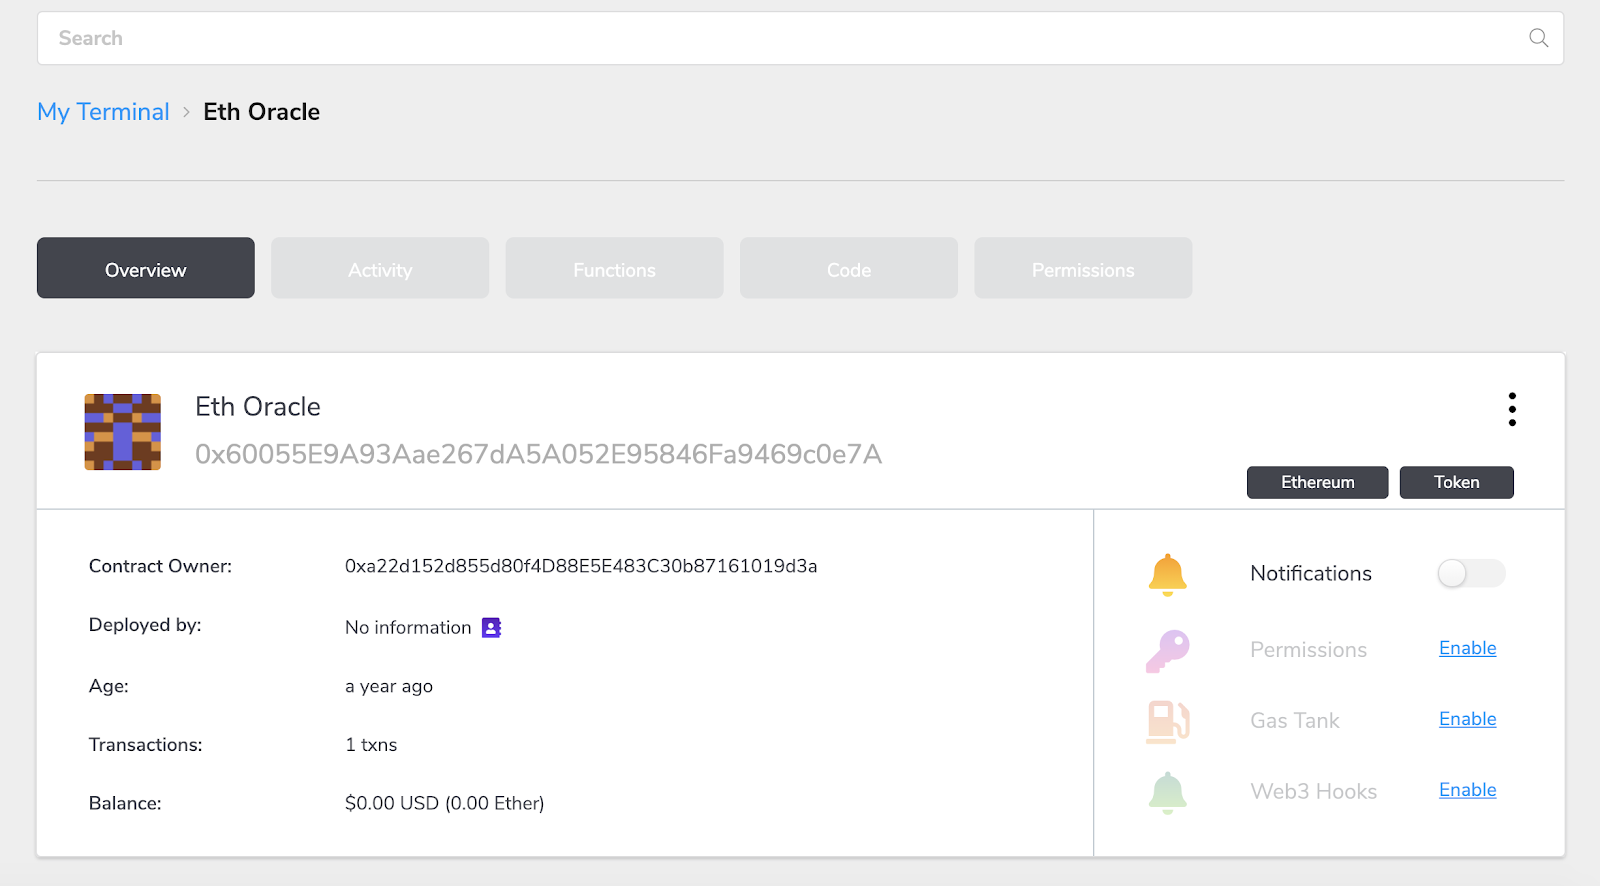 Search
My Terminal > Eth Oracle
Overview
Activity
Functions
Code
Permissions
Eth Oracle
0x60055E9A93Aae267dA5A052E95846Fa9469c0e7A
Ethereum
Token
Contract Owner: 0xa22d152d855d80f4D88E5E483C30b87161019d3a
Deployed by: No information
Age: a year ago
Transactions: 1 txns
Balance: $0.00 USD (0.00 Ether)
Notifications
Permissions Enable
Gas Tank Enable
Web3 Hooks Enable